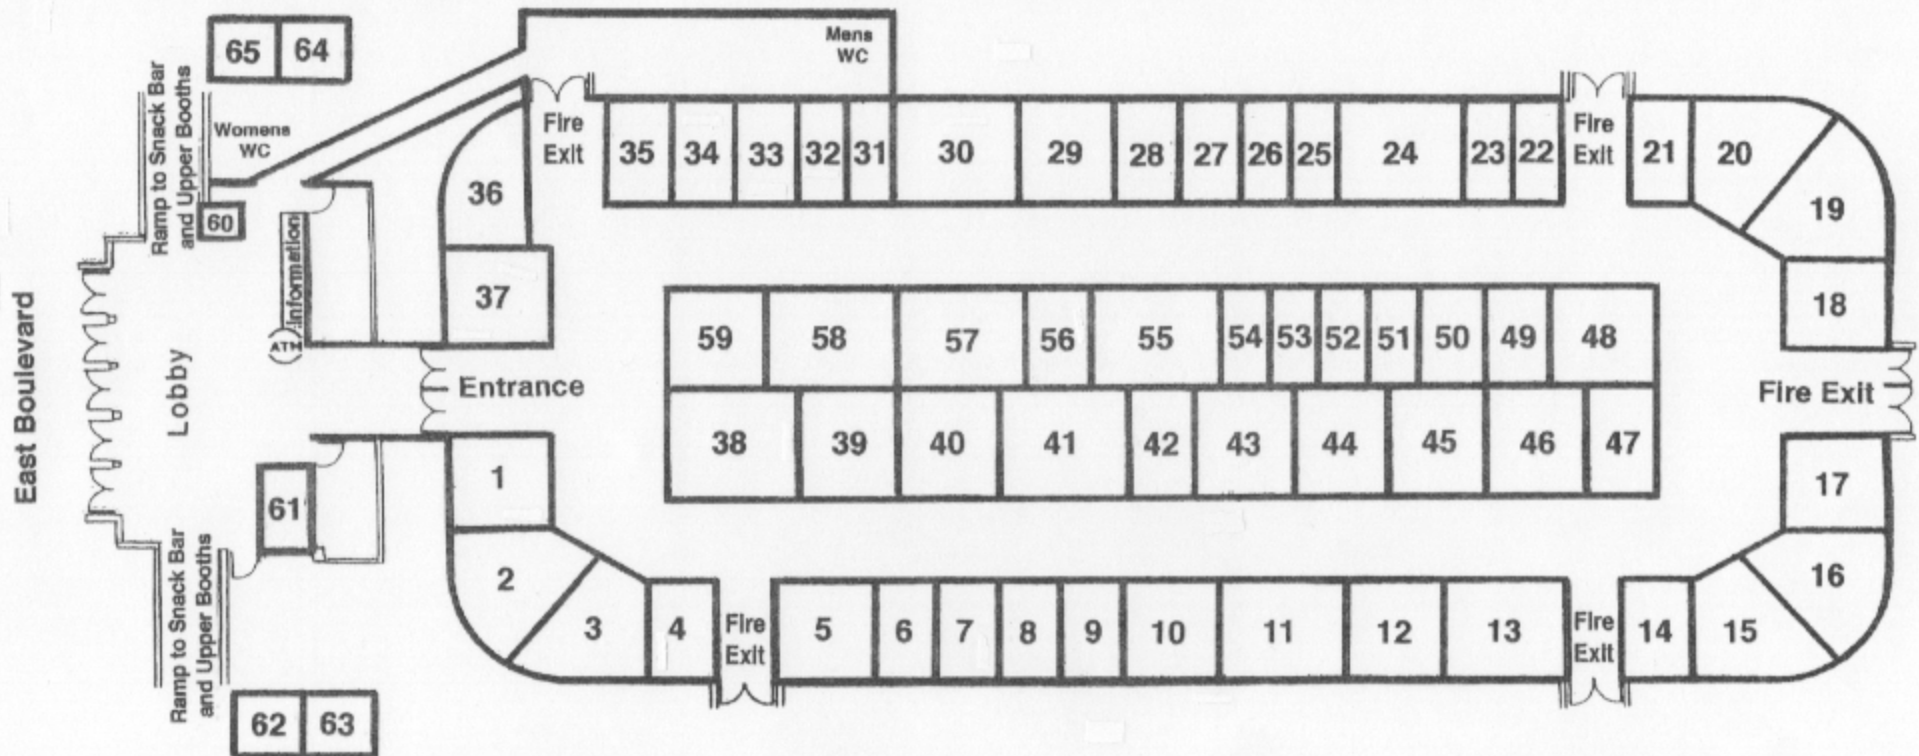 65 64
Mens
WC
Ramp to Snack Bar
and Upper Booths
Womens
WC
Fire
Exit
35 34 33 32 31 30 29 28 27 26 25 24 23 22
Fire
Exit
21 20
36
60
19
Information
37
18
59 58 57 56 55 54 53 52 51 50 49 48
ATM
East Boulevard
Lobby
Entrance
Fire Exit
38 39 40 41 42 43 44 45 46 47
1
17
61
2
16
Ramp to Snack Bar
and Upper Booths
3 4
Fire
Exit
5 6 7 8 9 10 11 12 13
Fire
Exit
14 15
62 63